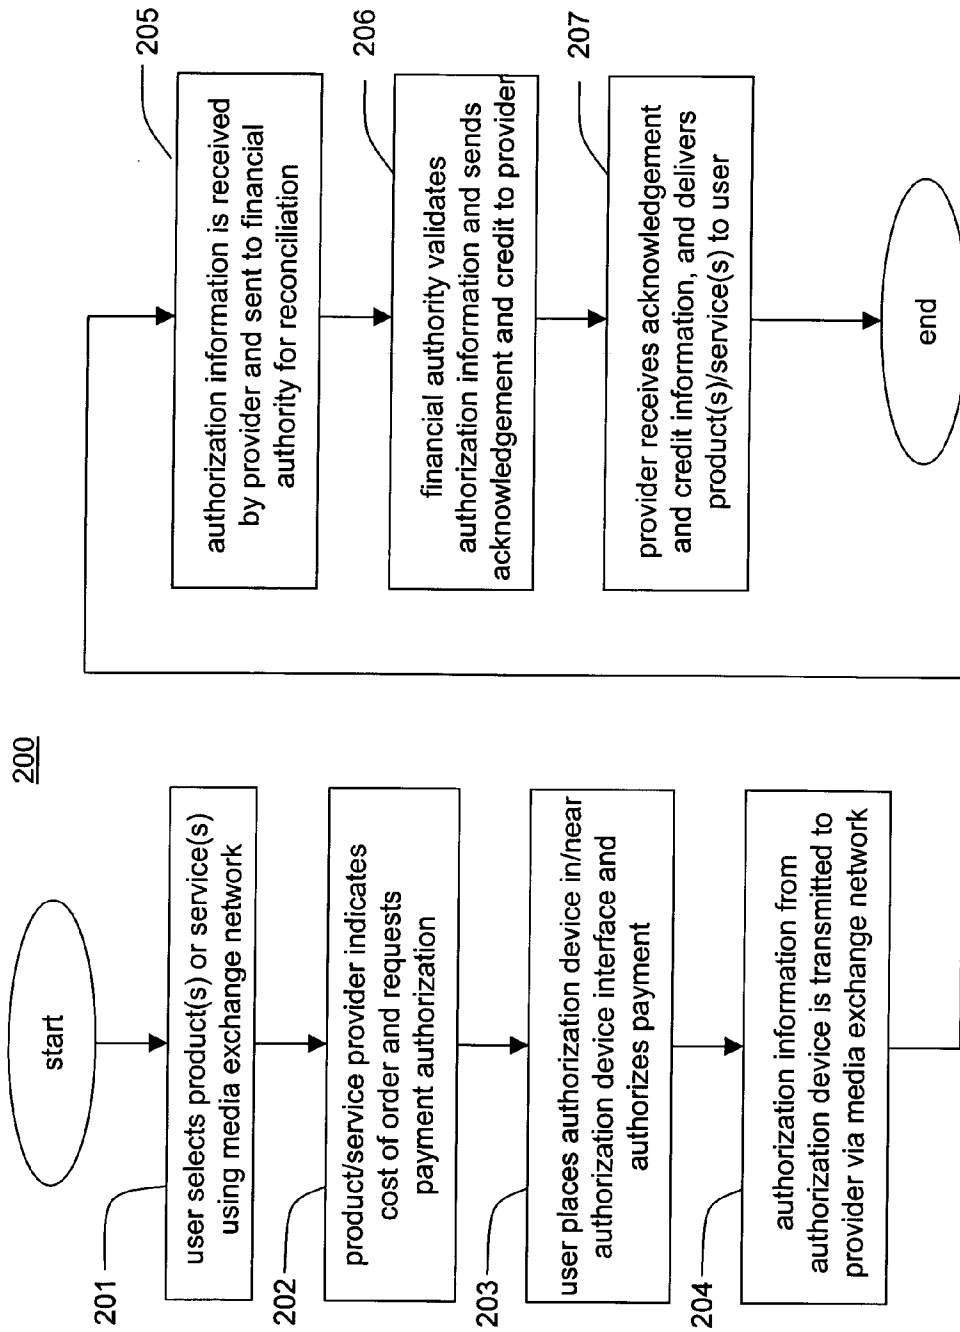 200
start
201
user selects product(s) or service(s)
using media exchange network
202
product/service provider indicates
cost of order and requests
payment authorization
203
user places authorization device in/near
authorization device interface and
authorizes payment
204
authorization information from
authorization device is transmitted to
provider via media exchange network
205
authorization information is received
by provider and sent to financial
authority for reconciliation
206
financial authority validates
authorization information and sends
acknowledgement and credit to provider
207
provider receives acknowledgement
and credit information, and delivers
product(s)/service(s) to user
end